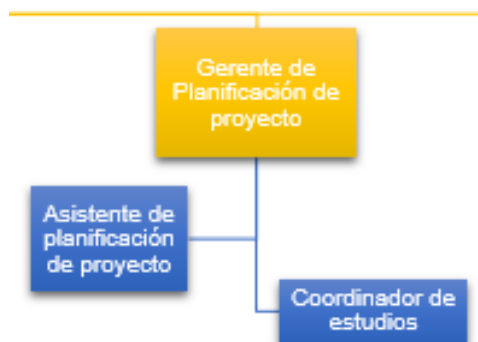 Gerente de
Planificación de
proyecto
Asistente de
planificación
de proyecto
Coordinador de
estudios